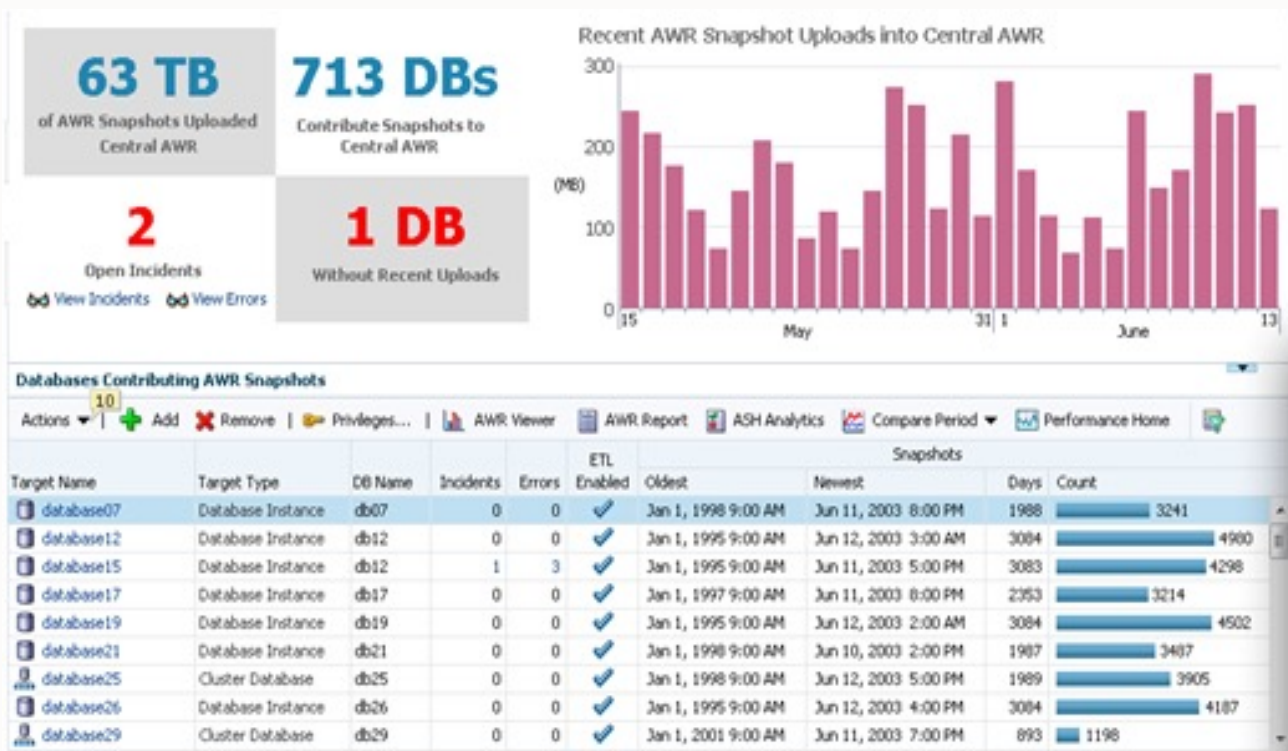 63 TB
of AWR Snapshots Uploaded
Central AWR
713 DBs
Contribute Snapshots to
Central AWR
2
Open Incidents
View Incidents View Errors
1 DB
Without Recent Uploads
Recent AWR Snapshot Uploads into Central AWR
300
200
(MB)
100
0
15 31 1 13
May June
Databases Contributing AWR Snapshots
10
Actions | Add Remove | Privileges... | AWR Viewer AWR Report ASH Analytics Compare Period Performance Home
Snapshots
Target Name Target Type DB Name Incidents Errors ETL Enabled Oldest Newest Days Count
database07 Database Instance db07 0 0 Jan 1, 1998 9:00 AM Jun 11, 2003 8:00 PM 1988 3241
database12 Database Instance db12 0 0 Jan 1, 1995 9:00 AM Jun 12, 2003 3:00 AM 3084 4980
database15 Database Instance db12 1 3 Jan 1, 1995 9:00 AM Jun 11, 2003 5:00 PM 3083 4298
database17 Database Instance db17 0 0 Jan 1, 1997 9:00 AM Jun 11, 2003 8:00 PM 2353 3214
database19 Database Instance db19 0 0 Jan 1, 1995 9:00 AM Jun 12, 2003 2:00 AM 3084 4502
database21 Database Instance db21 0 0 Jan 1, 1998 9:00 AM Jun 10, 2003 2:00 PM 1987 3487
database25 Cluster Database db25 0 0 Jan 1, 1998 9:00 AM Jun 12, 2003 5:00 PM 1989 3905
database26 Database Instance db26 0 0 Jan 1, 1995 9:00 AM Jun 12, 2003 4:00 PM 3084 4187
database29 Cluster Database db29 0 0 Jan 1, 2001 9:00 AM Jun 11, 2003 7:00 PM 893 1198